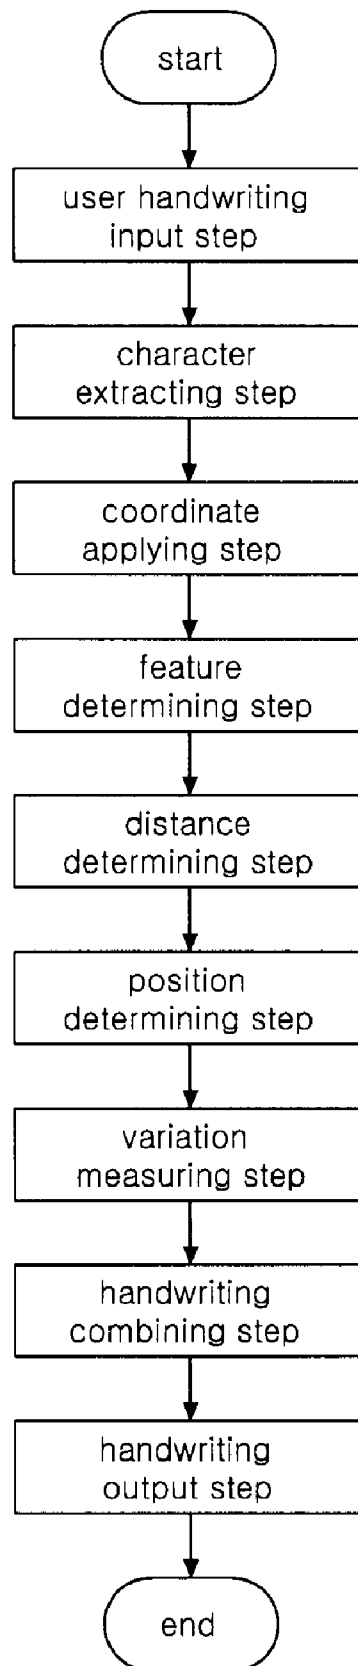 start
user handwriting
input step
character
extracting step
coordinate
applying step
feature
determining step
distance
determining step
position
determining step
variation
measuring step
handwriting
combining step
handwriting
output step
end